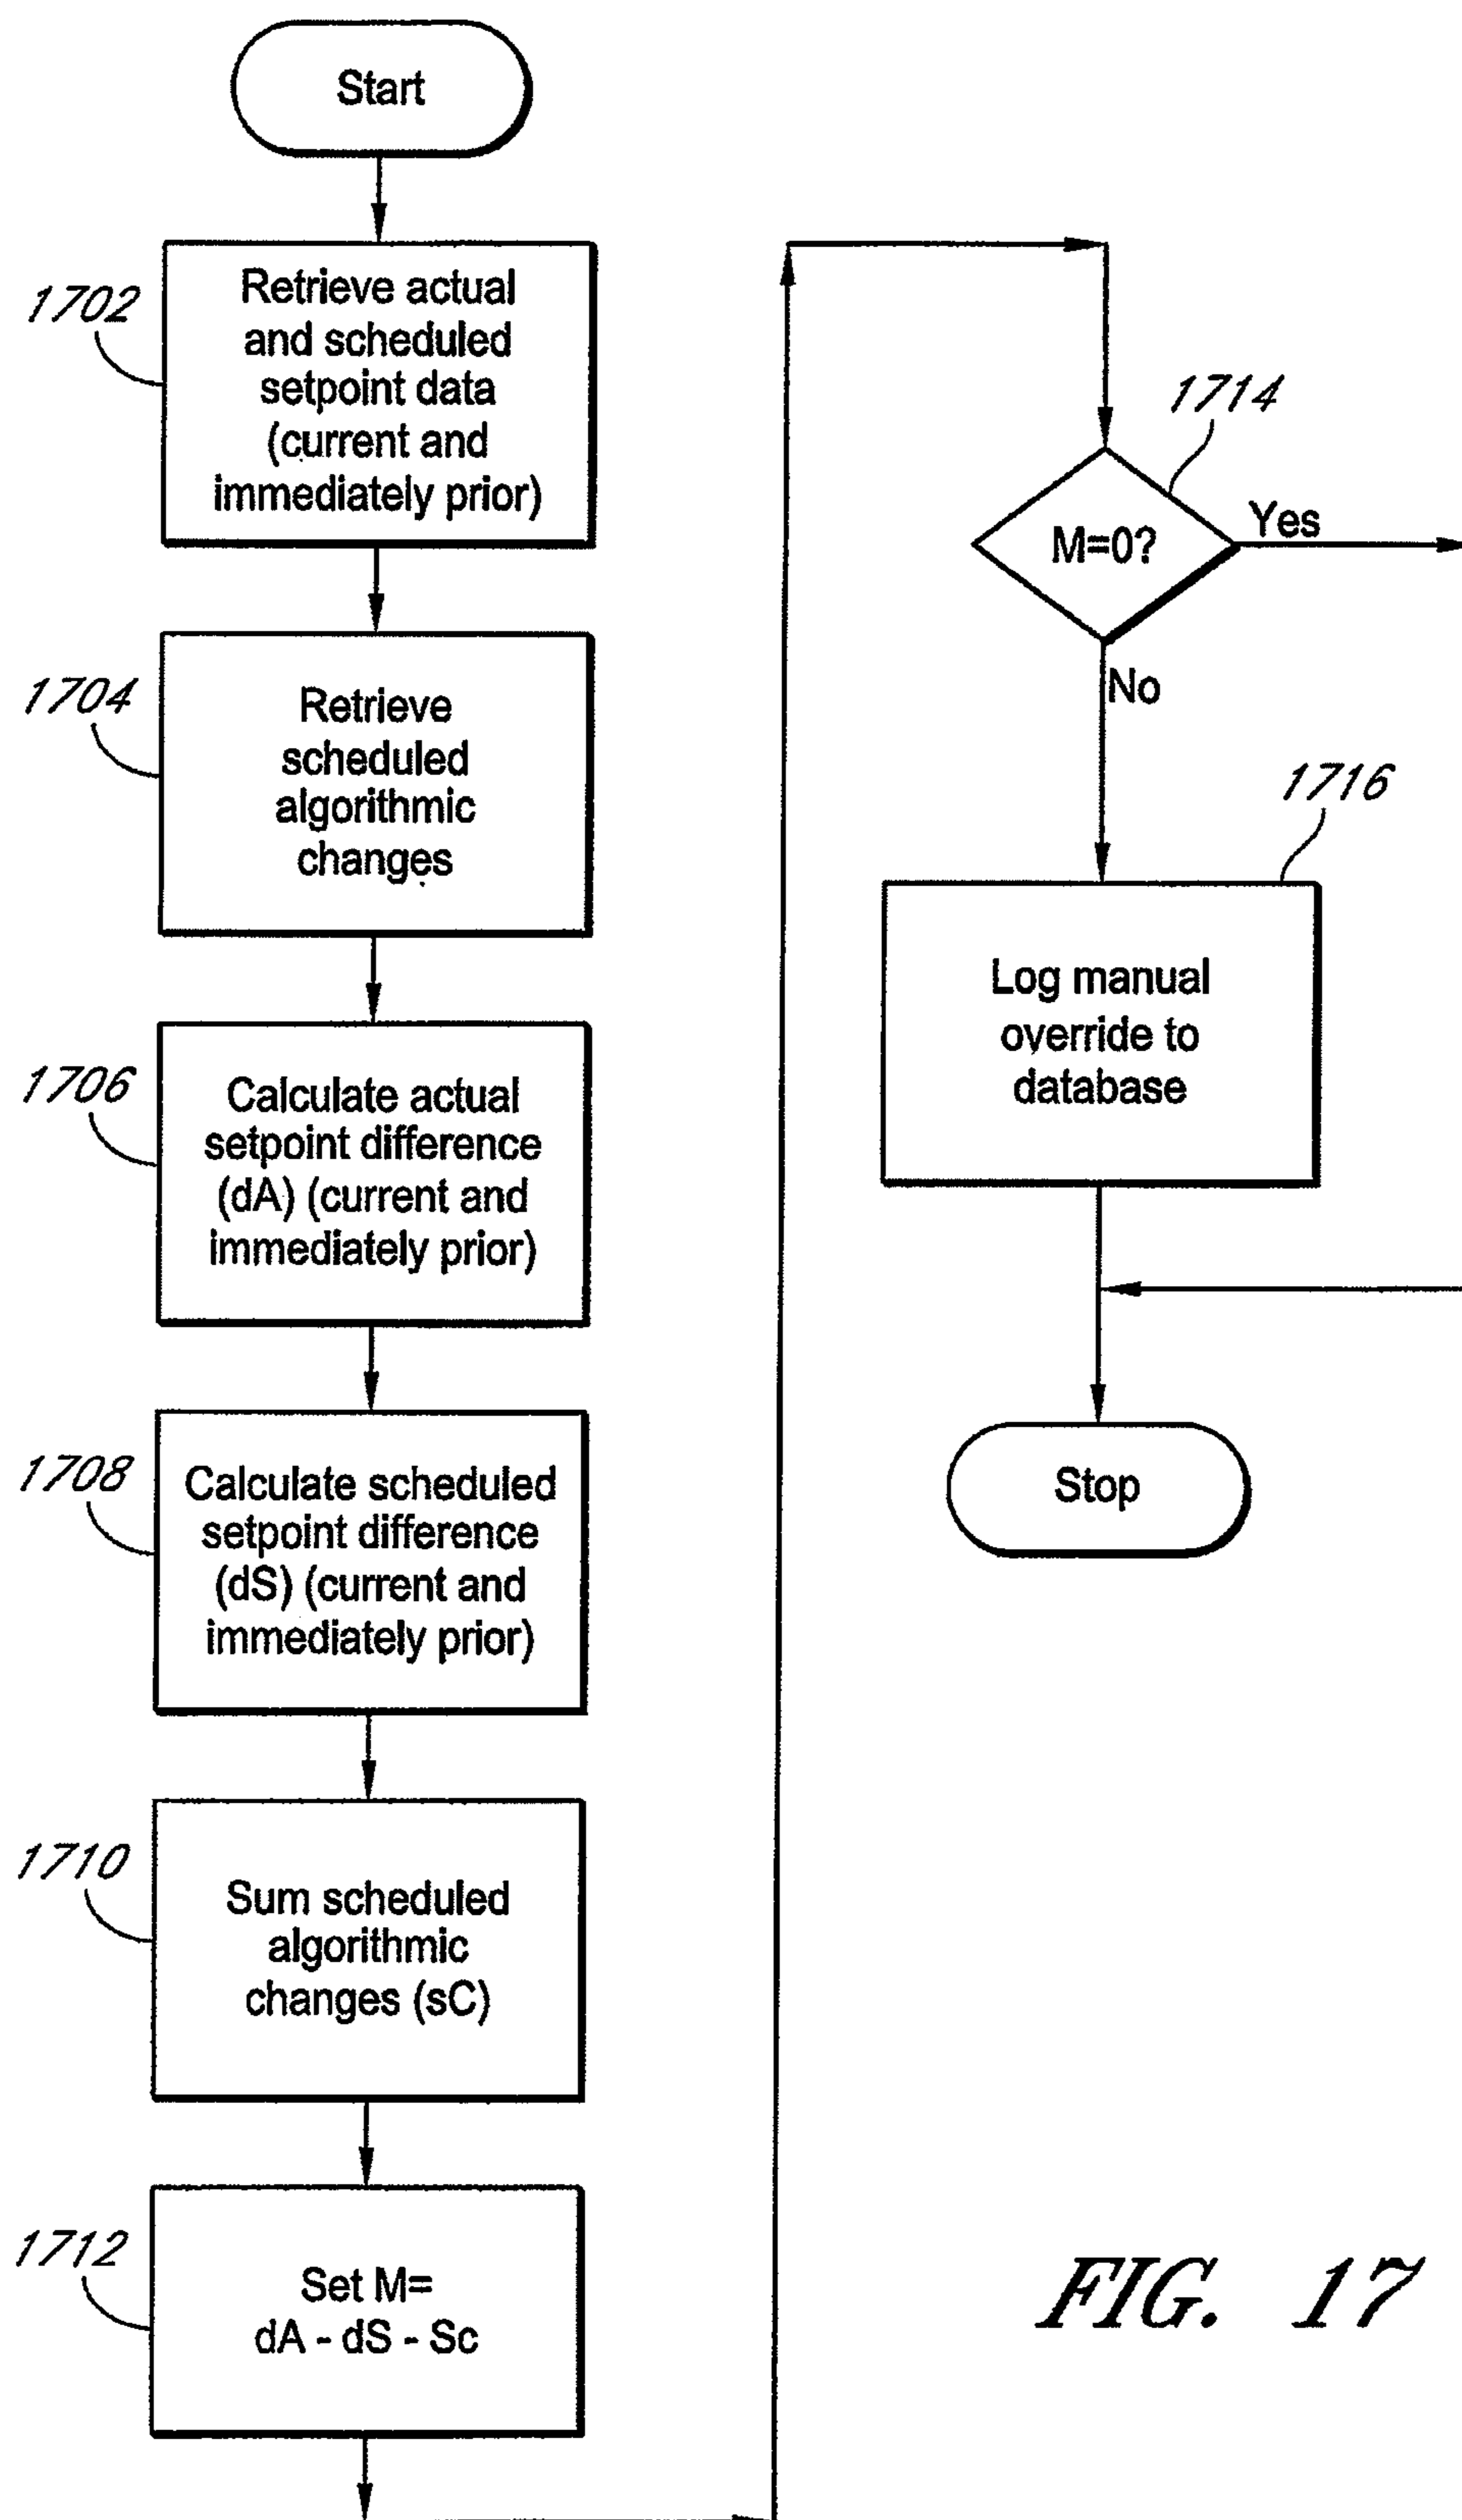 Start
1702
Retrieve actual
and scheduled
setpoint data
(current and
immediately prior)
1704
Retrieve
scheduled
algorithmic
changes
1706
Calculate actual
setpoint difference
(dA) (current and
immediately prior)
1708
Calculate scheduled
setpoint difference
(dS) (current and
immediately prior)
1710
Sum scheduled
algorithmic
changes (sC)
1712
Set M=
dA - dS - Sc
1714
M=0?
Yes
No
1716
Log manual
override to
database
Stop
FIG. 17